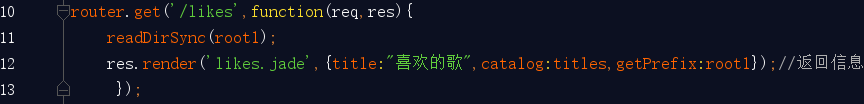 10 router.get('/likes',function(req,res){
11 readDirSync(root1);
12 res.render('likes.jade',{title:"喜欢的歌",catalog:titles,getPrefix:root1});//返回信息
13 });